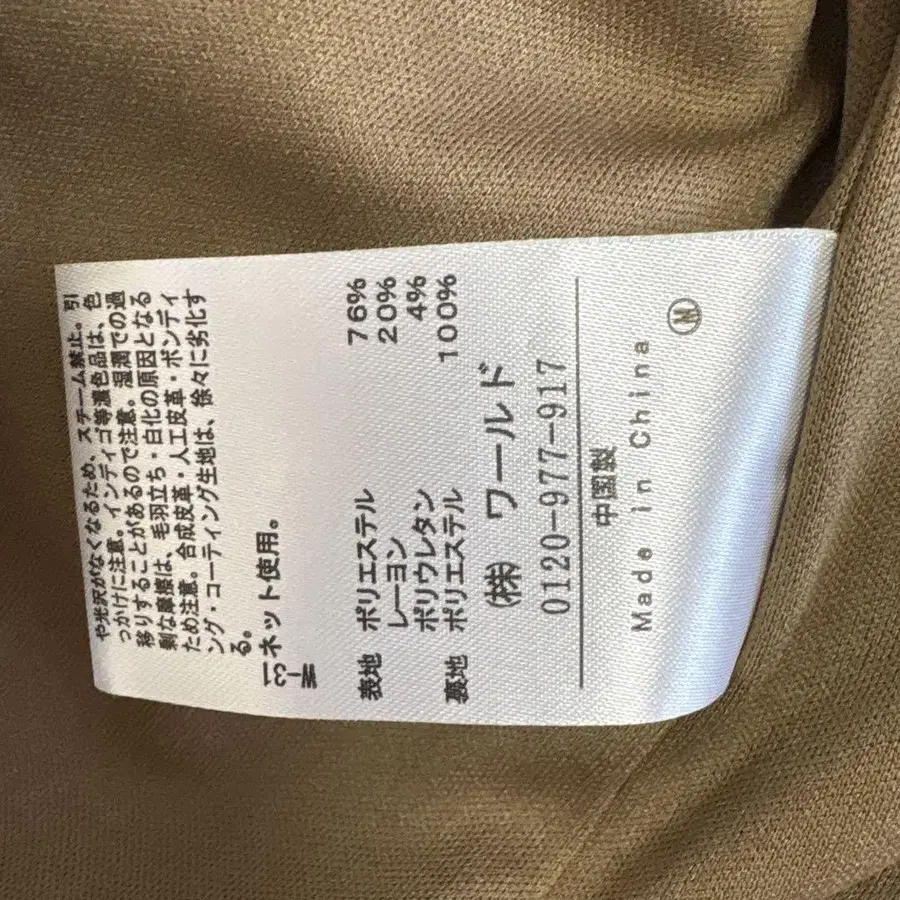 や光沢がなくなるため、スチーム禁止。引
っかけに注意。インディゴ等濃色品は、色
移りすることがあるので注意。湿潤での過
剰な摩擦は、毛羽立ち・白化の原因となる
ため注意。合成皮革・人工皮革・ボンディ
ング・コーティング生地は、徐々に劣化す
る。
ネット使用。
表地 ポリエステル 76%
レーヨン 20%
ポリウレタン 4%
裏地 ポリエステル 100%
(株) ワールド
0120-977-917
中国製
Made in China
M